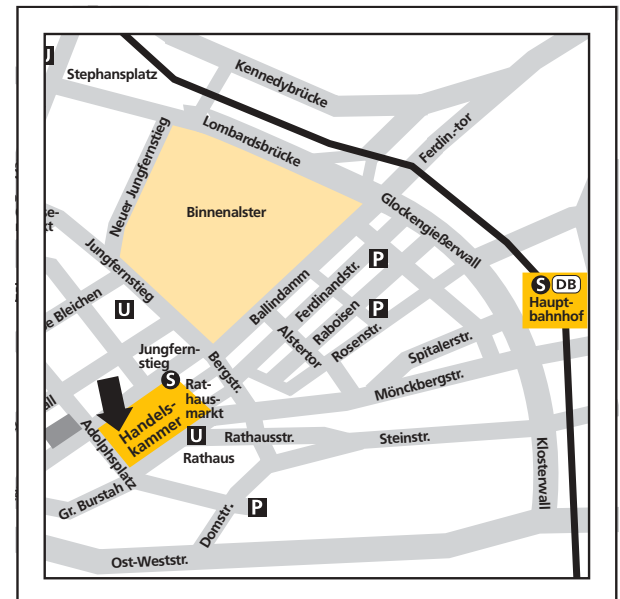 U
Stephansplatz
Kennedybrücke
Lombardsbrücke
Ferdin.-tor
Neuer Jungfernstieg
Binnenalster
Glockengießerwall
Jungfernstieg
P
Ferdinandstr.
Ballindamm
S DB
Haupt-
bahnhof
U
P
Raboisen
Rosenstr.
Alstertor
e Bleichen
Spitalerstr.
Jungfern-
stieg
S
Bergstr.
Rat-
haus-
markt
Mönckbergstr.
Handels-
kammer
Adolphsplatz
U
Rathaus
Rathausstr.
Steinstr.
Klosterwall
Gr. Burstah
P
Domstr.
Ost-Weststr.